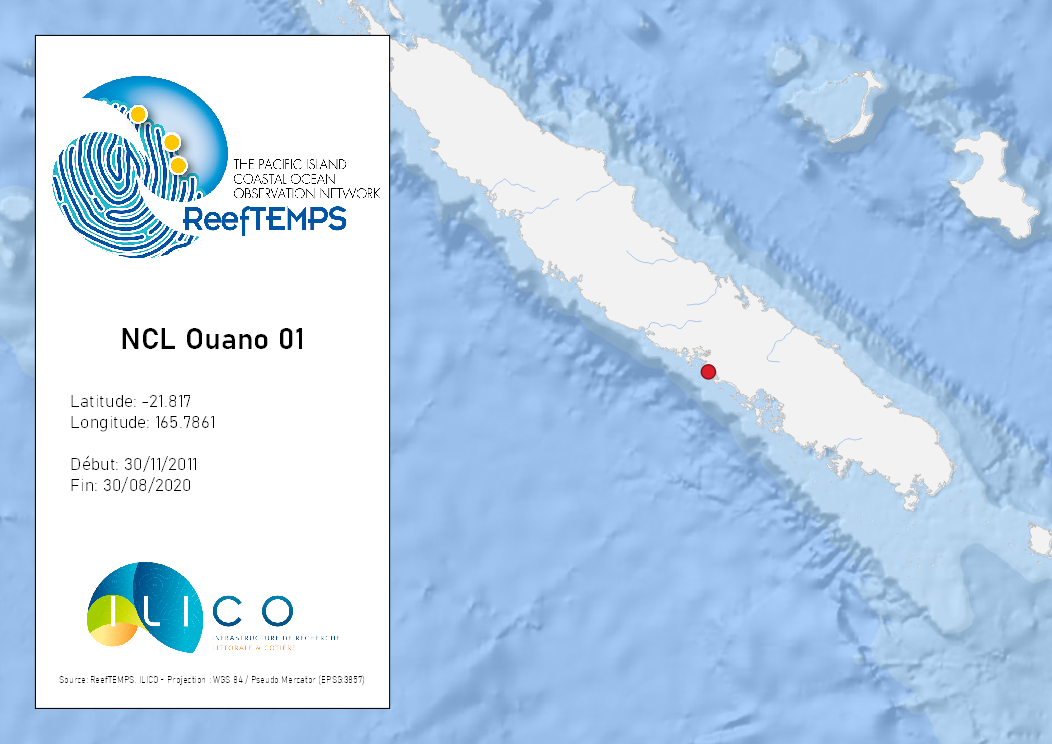 THE PACIFIC ISLAND
COASTAL OCEAN
OBSERVATION NETWORK
ReefTEMPS
NCL Ouano 01
Latitude: -21.817
Longitude: 165.7861
Début: 30/11/2011
Fin: 30/08/2020
ILICO
INFRASTRUCTURE DE RECHERCHE
LITTORALE & CÔTIÈRE
Source: ReefTEMPS, ILICO - Projection : WGS 84 / Pseudo Mercator (EPSG:3857)